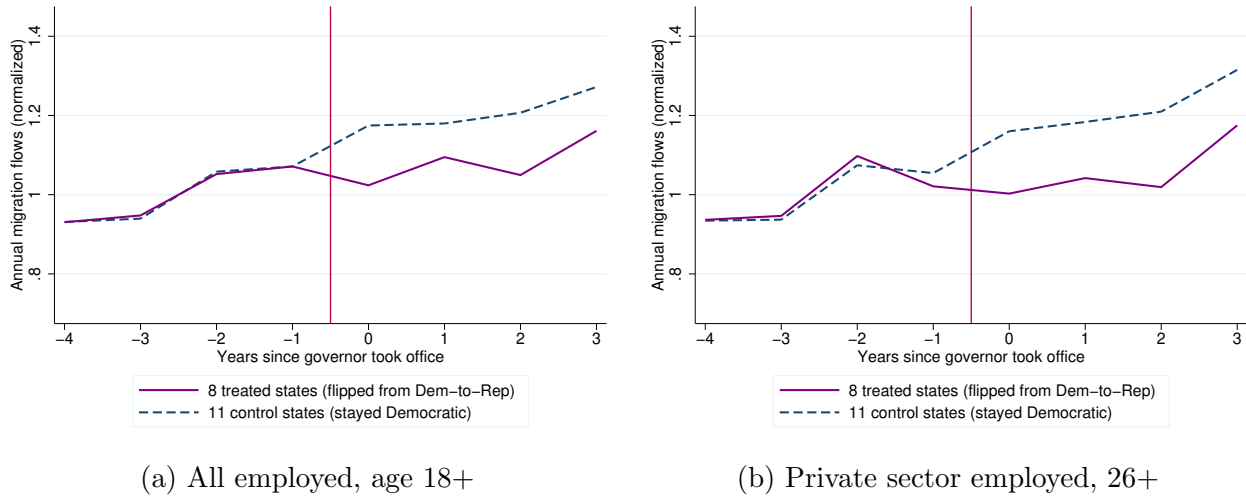 Annual migration flows (normalized)
1.4
1.2
1
.8
−4 −3 −2 −1 0 1 2 3
Years since governor took office
8 treated states (flipped from Dem−to−Rep)
11 control states (stayed Democratic)
(a) All employed, age 18+
Annual migration flows (normalized)
1.4
1.2
1
.8
−4 −3 −2 −1 0 1 2 3
Years since governor took office
8 treated states (flipped from Dem−to−Rep)
11 control states (stayed Democratic)
(b) Private sector employed, 26+